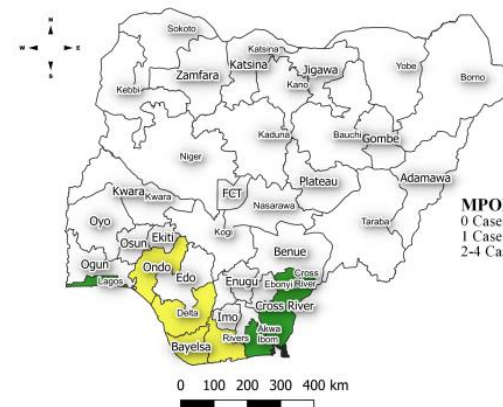 N
W
E
S
Sokoto
Katsina
Katsina
Zamfara
Jigawa
Kano
Kebbi
Yobe
Borno
Kaduna
Bauchi
Gombe
Niger
Adamawa
Plateau
FCT
Kwara
Kwara
Nasarawa
Taraba
Oyo
Kogi
Ekiti
Osun
Benue
Ogun
Ondo
Lagos
Edo
Enugu
Ebonyi
Cross
River
Cross River
Delta
Imo
Akwa
Ibom
Rivers
Bayelsa
MPO
0 Case
1 Case
2-4 Ca
0 100 200 300 400 km